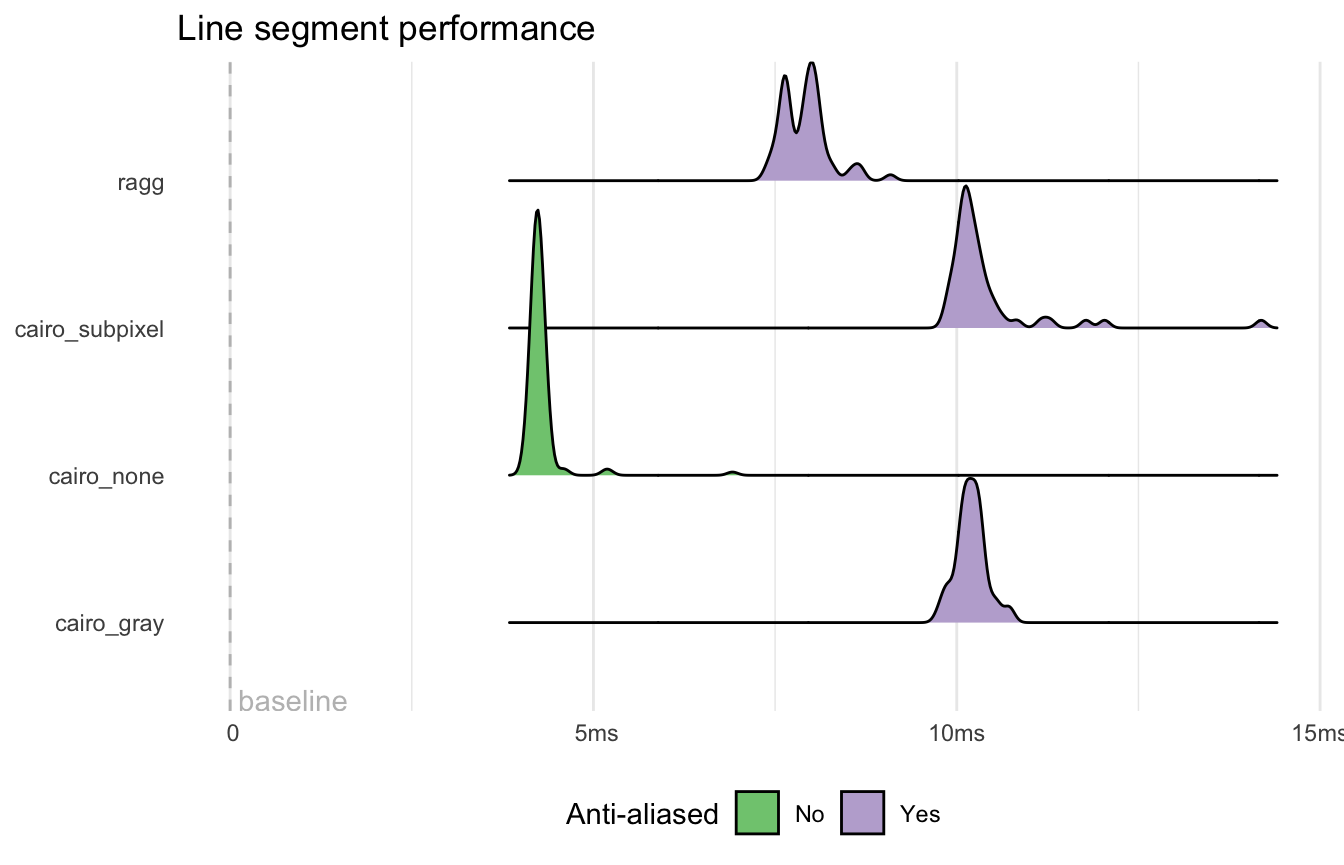 Line segment performance
ragg
cairo_subpixel
cairo_none
cairo_gray
baseline
0 5ms 10ms 15ms
Anti-aliased No Yes